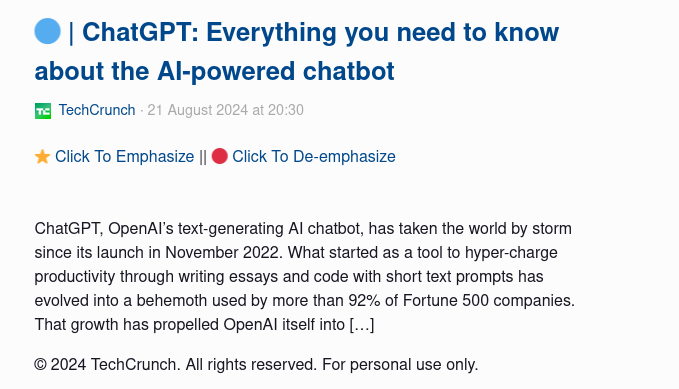 | ChatGPT: Everything you need to know
about the AI-powered chatbot
TechCrunch · 21 August 2024 at 20:30
Click To Emphasize || Click To De-emphasize
ChatGPT, OpenAI’s text-generating AI chatbot, has taken the world by storm
since its launch in November 2022. What started as a tool to hyper-charge
productivity through writing essays and code with short text prompts has
evolved into a behemoth used by more than 92% of Fortune 500 companies.
That growth has propelled OpenAI itself into […]
© 2024 TechCrunch. All rights reserved. For personal use only.